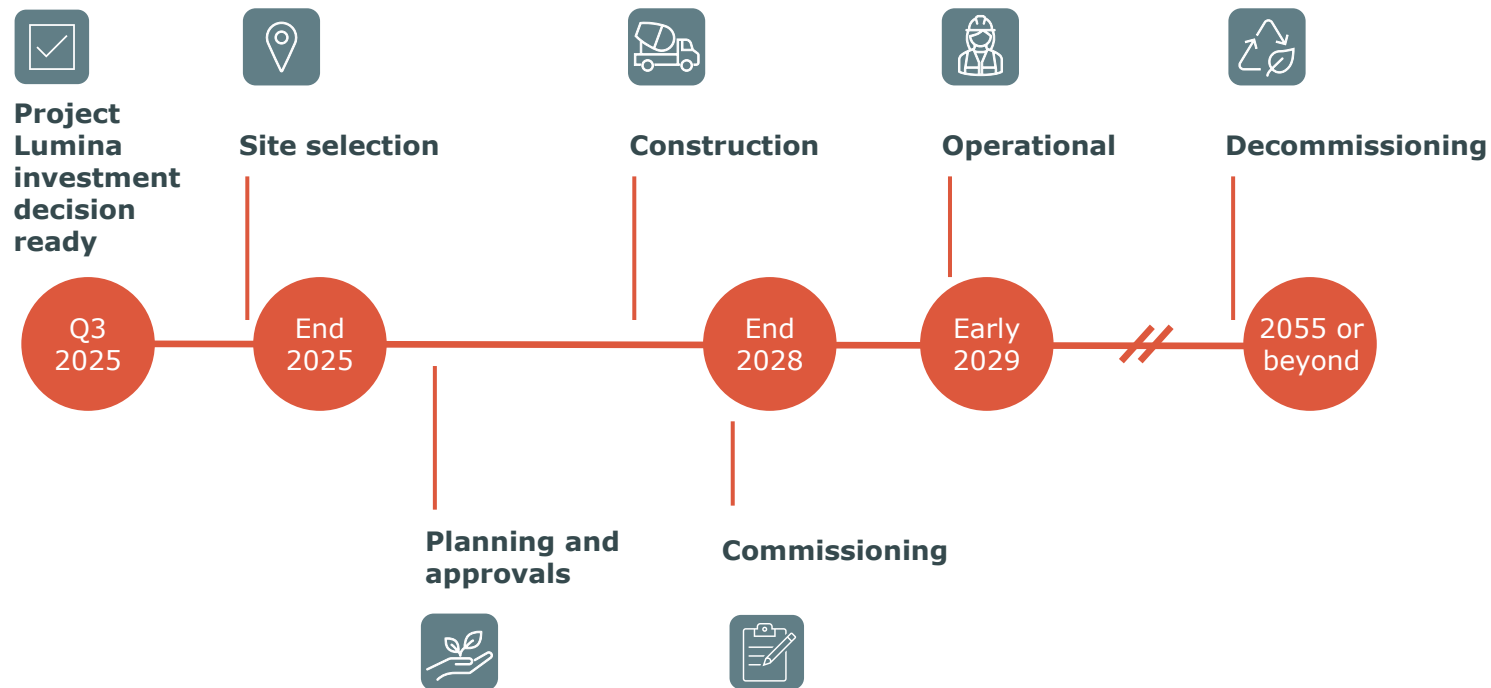 Project
Lumina
investment
decision
ready
Site selection
Construction
Operational
Decommissioning
Q3
2025
End
2025
End
2028
Early
2029
2055 or
beyond
Planning and
approvals
Commissioning